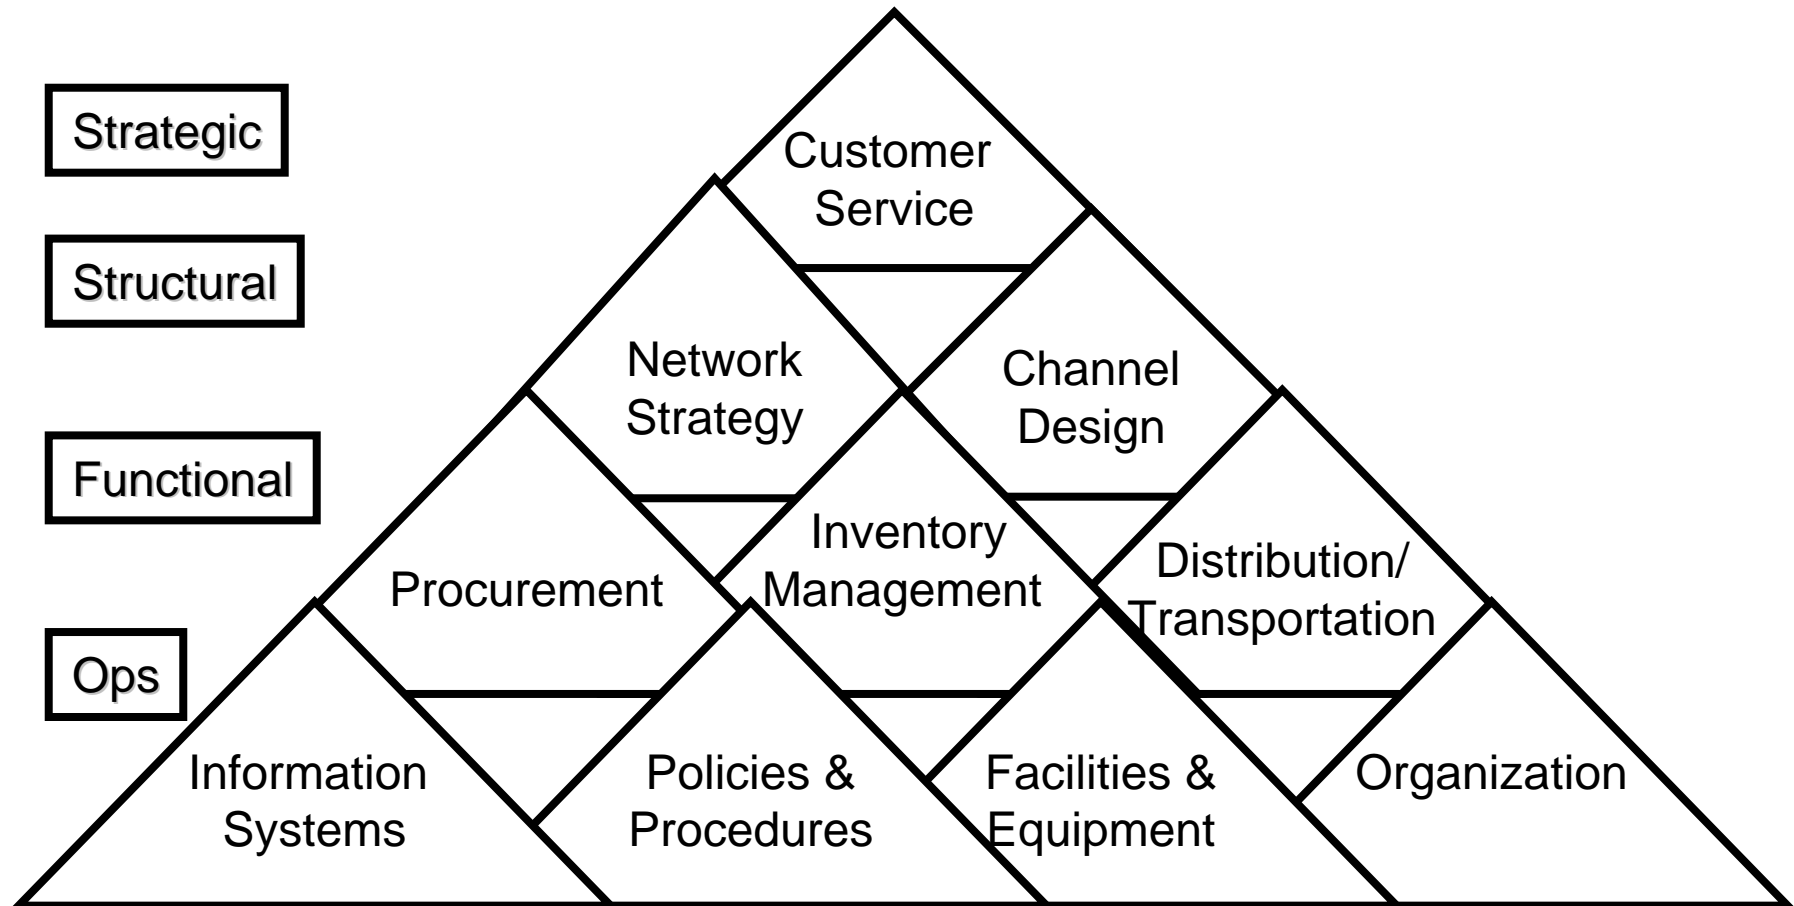 Strategic
Customer
Service
Structural
Network
Strategy
Channel
Design
Functional
Procurement
Inventory
Management
Distribution/
Transportation
Ops
Information
Systems
Policies &
Procedures
Facilities &
Equipment
Organization